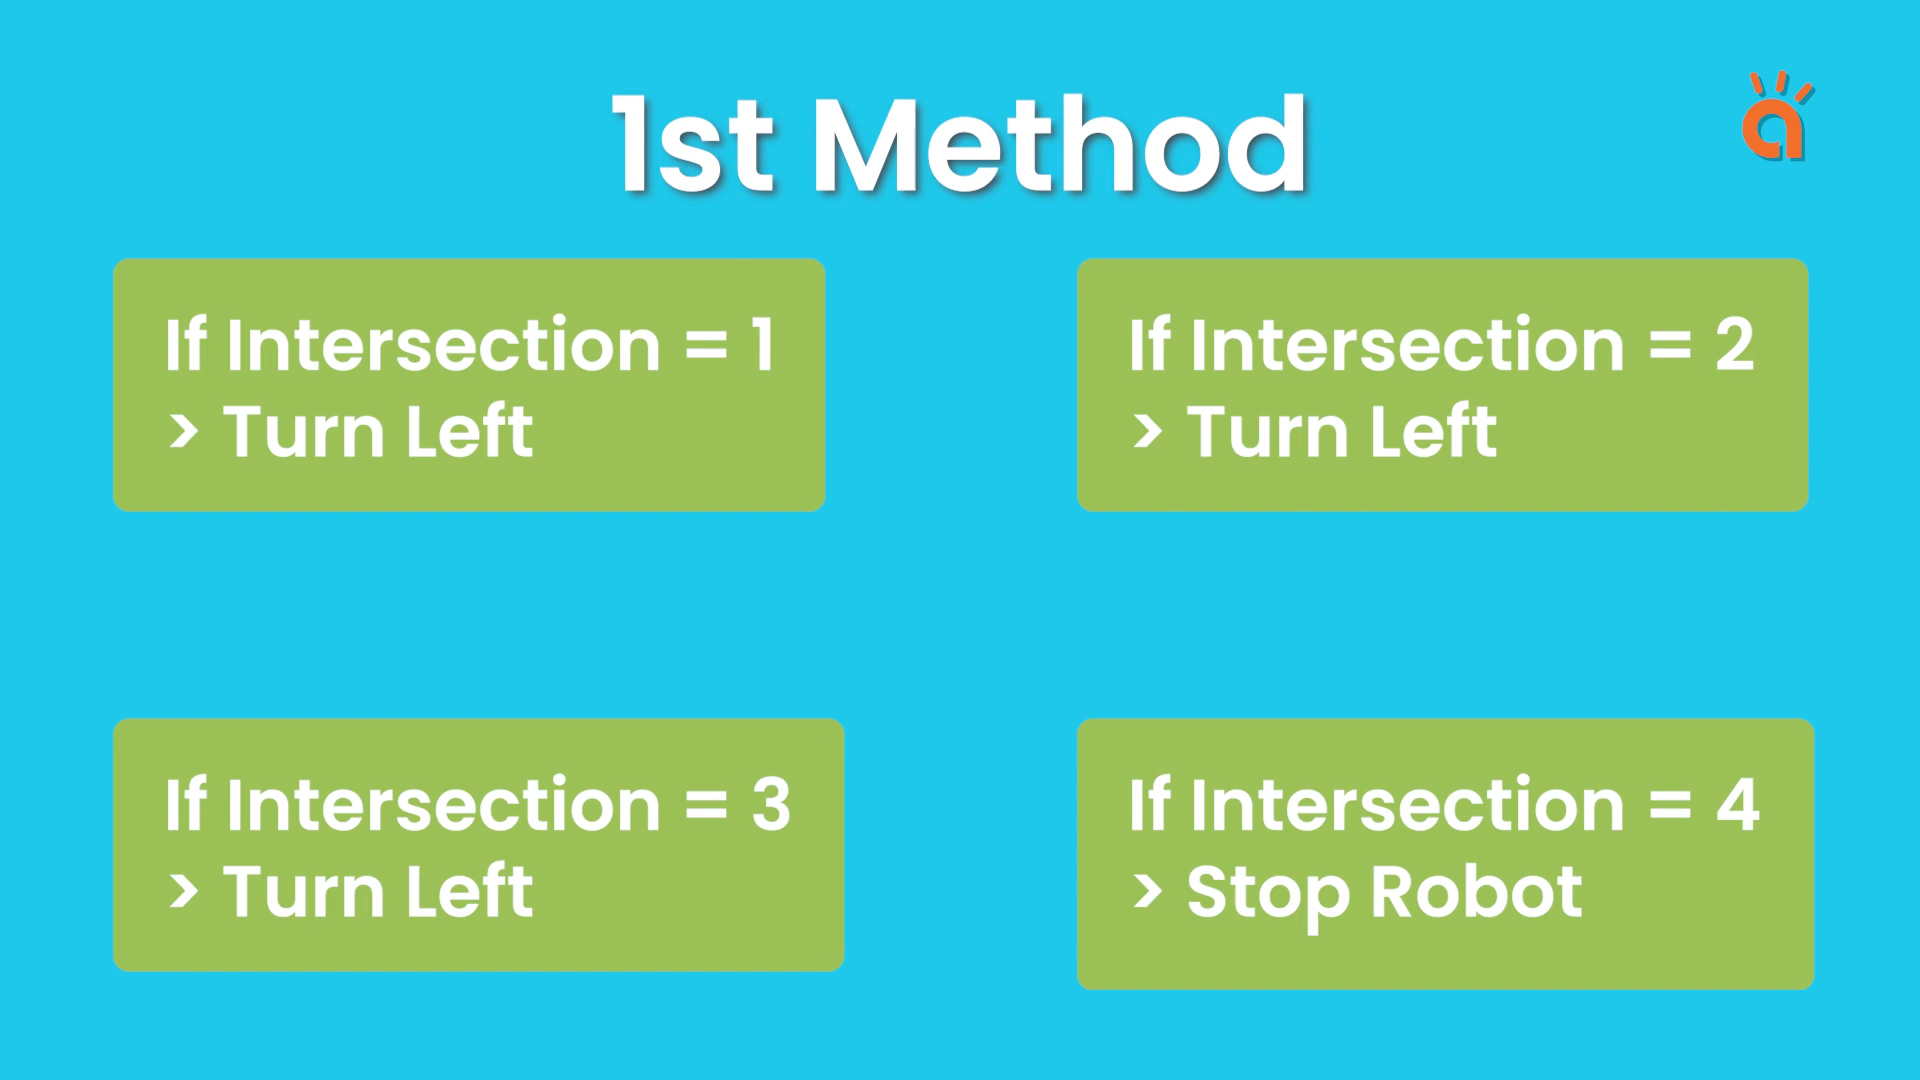 1st Method
If Intersection = 1
> Turn Left
If Intersection = 2
> Turn Left
If Intersection = 3
> Turn Left
If Intersection = 4
> Stop Robot